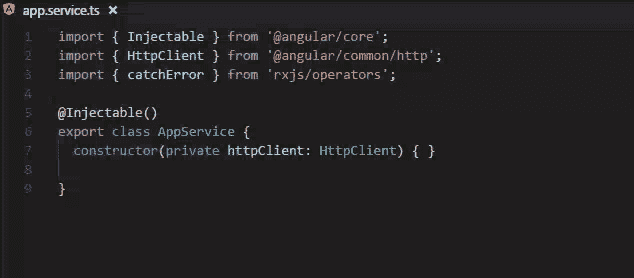 app.service.ts ×
1 import { Injectable } from '@angular/core';
2 import { HttpClient } from '@angular/common/http';
3 import { catchError } from 'rxjs/operators';
4
5 @Injectable()
6 export class AppService {
7 constructor(private httpClient: HttpClient) { }
8
9 }